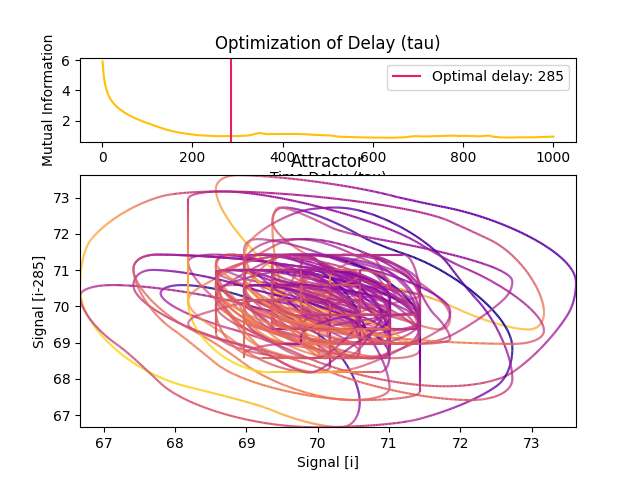 Optimization of Delay (tau)
Mutual Information
6
4
2
Optimal delay: 285
0 200 400 600 800 1000
Time Delay (tau)
Attractor
Signal [i-285]
73
72
71
70
69
68
67
67 68 69 70 71 72 73
Signal [i]